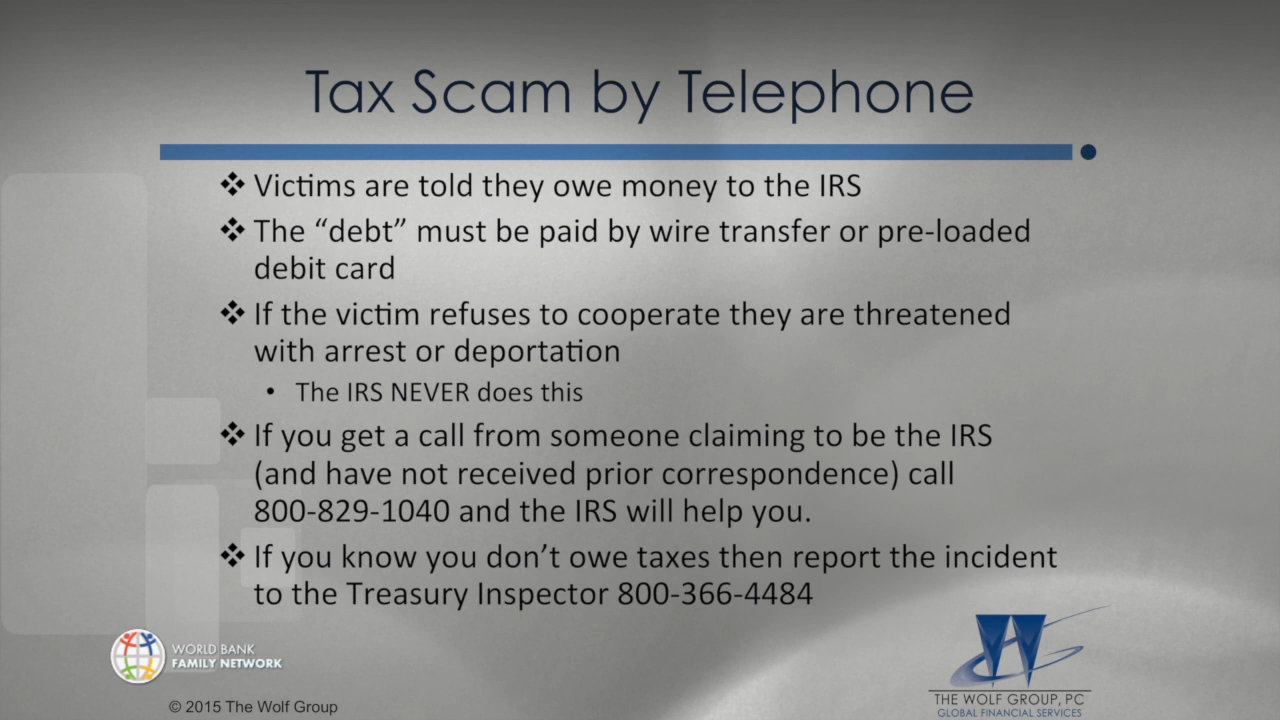 Tax Scam by Telephone
❖ Victims are told they owe money to the IRS
❖ The “debt” must be paid by wire transfer or pre-loaded
debit card
❖ If the victim refuses to cooperate they are threatened
with arrest or deportation
• The IRS NEVER does this
❖ If you get a call from someone claiming to be the IRS
(and have not received prior correspondence) call
800-829-1040 and the IRS will help you.
❖ If you know you don’t owe taxes then report the incident
to the Treasury Inspector 800-366-4484
WORLD BANK
FAMILY NETWORK
© 2015 The Wolf Group
THE WOLF GROUP, PC
GLOBAL FINANCIAL SERVICES